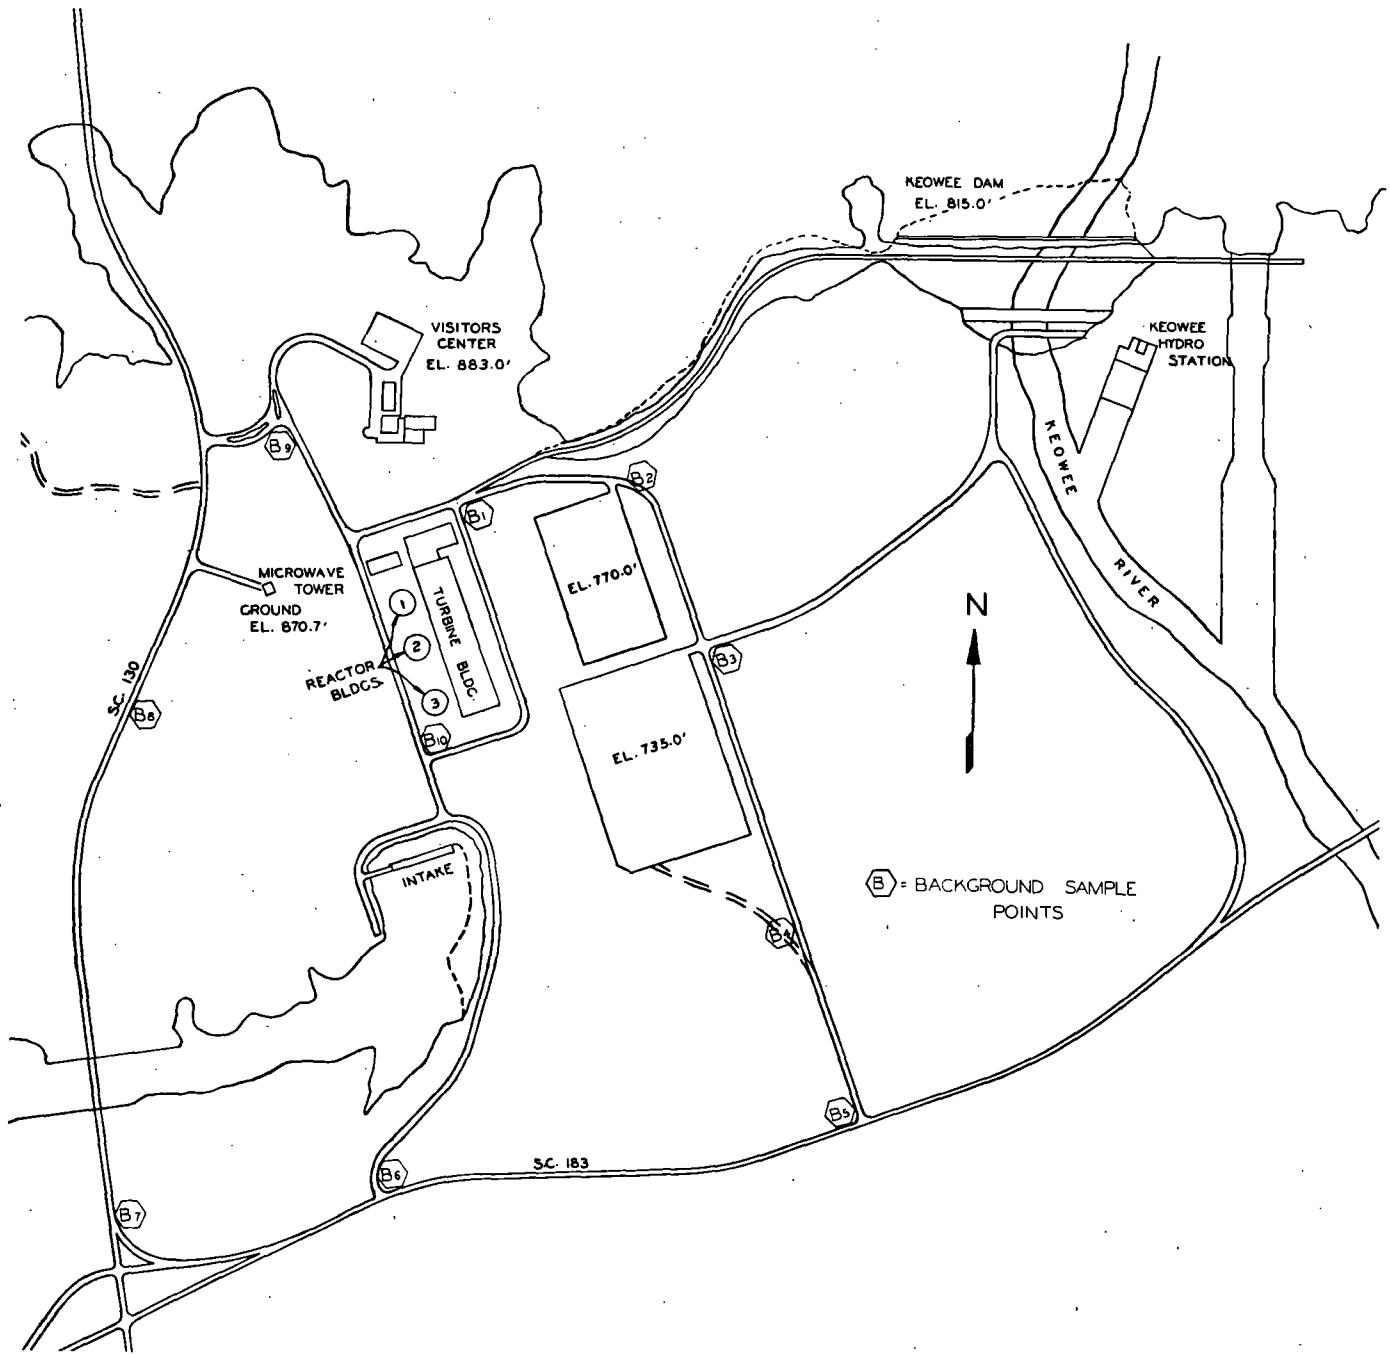 KEOWEE DAM
EL. 815.0'
VISITORS
CENTER
EL. 883.0'
KEOWEE
HYDRO
STATION
B9
B2
B1
KEOWEE
RIVER
MICROWAVE
TOWER
GROUND
EL. 870.7'
EL. 770.0'
TURBINE BLDG.
1
2
3
REACTOR
BLDGS.
N
B3
S.C. 130
B8
B10
EL. 735.0'
INTAKE
B = BACKGROUND SAMPLE
POINTS
B4
B5
S.C. 183
B6
B7